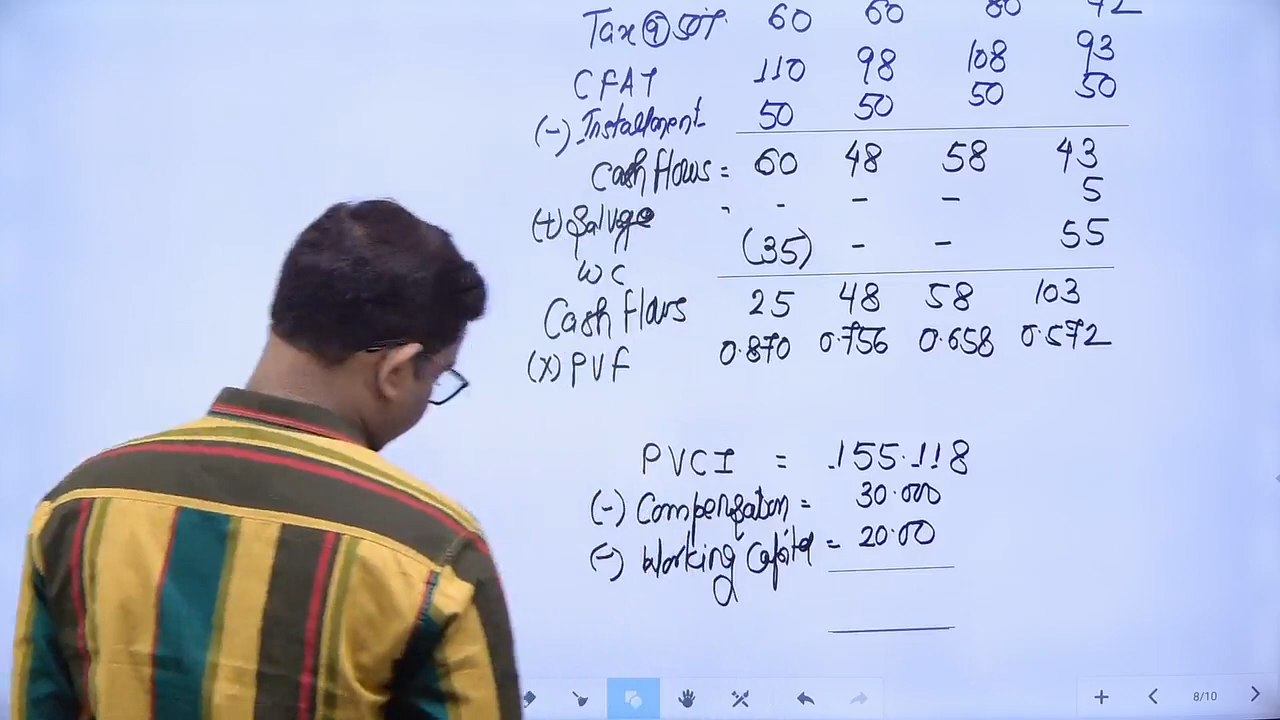 Tax @ 50% 60 60 80 92
CFAT 110 98 108 93
(-) Installment 50 50 50 50
Cash flows = 60 48 58 43
(+) Salvage - - - 5
WC (35) - - 55
Cash flows 25 48 58 103
(X) PVF 0.870 0.756 0.658 0.572
PVCI = 155.118
(-) Compensation = 30.000
(-) Working Capital = 20.00
8/10